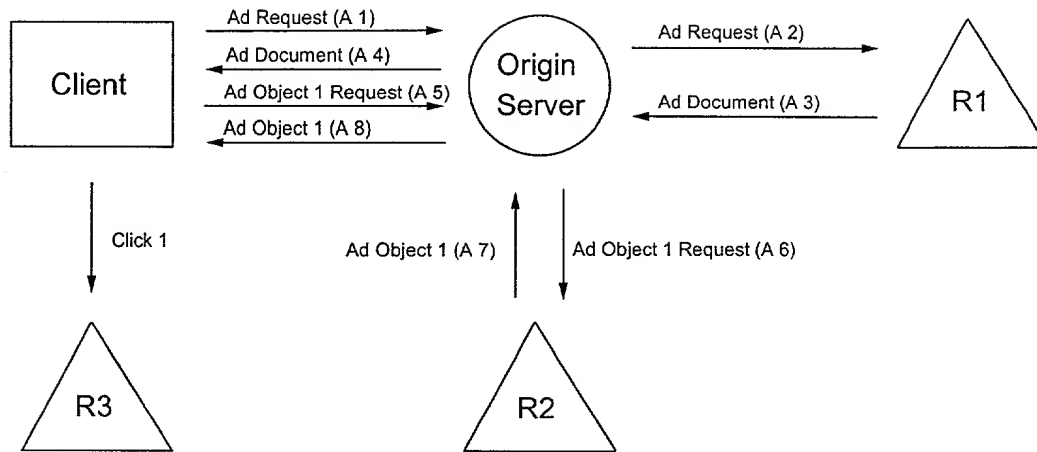 Ad Request (A 1)
Ad Document (A 4)
Ad Object 1 Request (A 5)
Ad Object 1 (A 8)
Client
Origin
Server
Ad Request (A 2)
Ad Document (A 3)
R1
Click 1
Ad Object 1 (A 7)
Ad Object 1 Request (A 6)
R3
R2